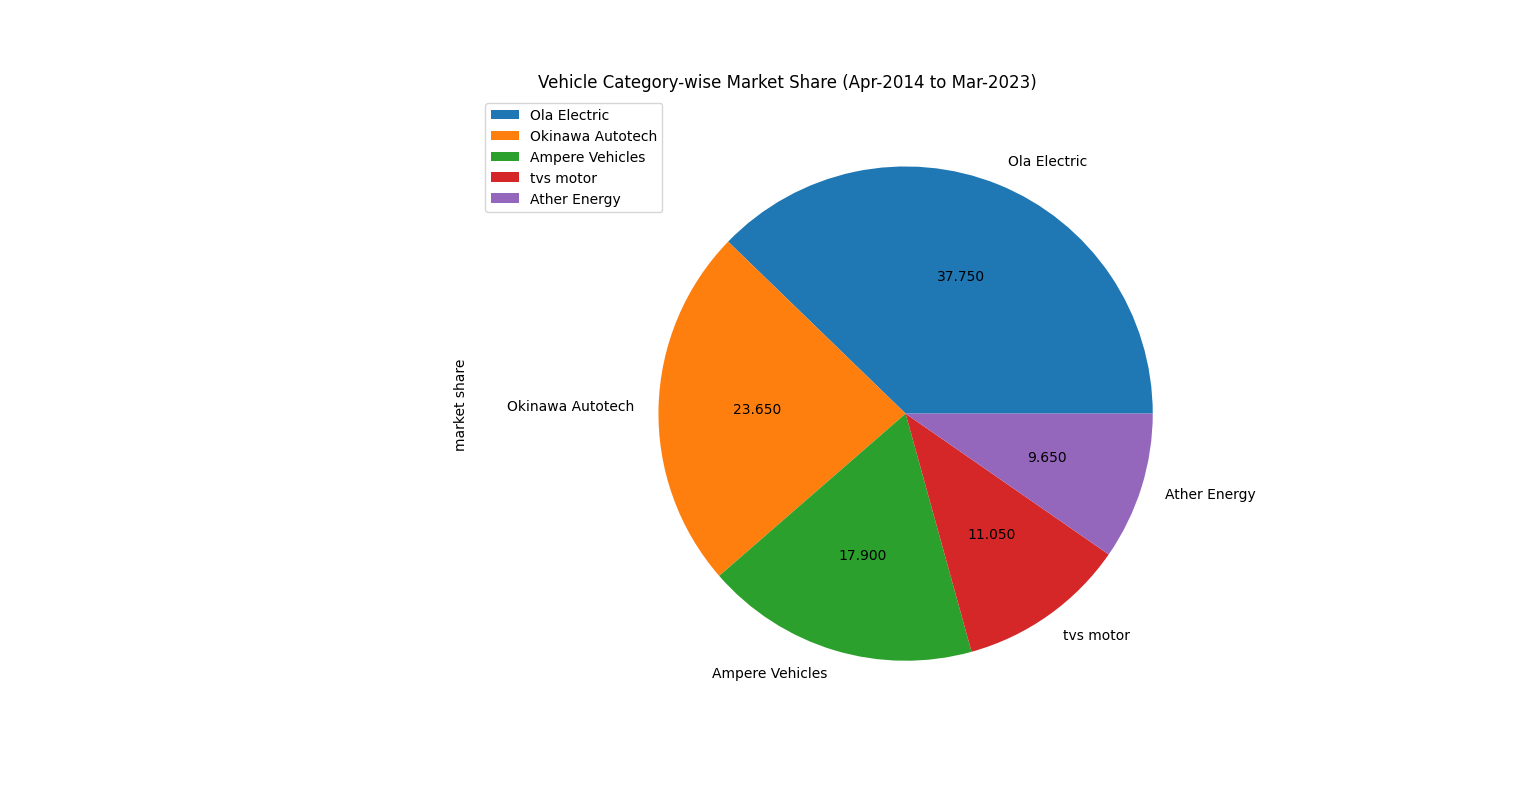 Vehicle Category-wise Market Share (Apr-2014 to Mar-2023)
Ola Electric
Okinawa Autotech
Ampere Vehicles
tvs motor
Ather Energy
Ola Electric
37.750
market share
Okinawa Autotech
23.650
9.650
Ather Energy
11.050
17.900
tvs motor
Ampere Vehicles